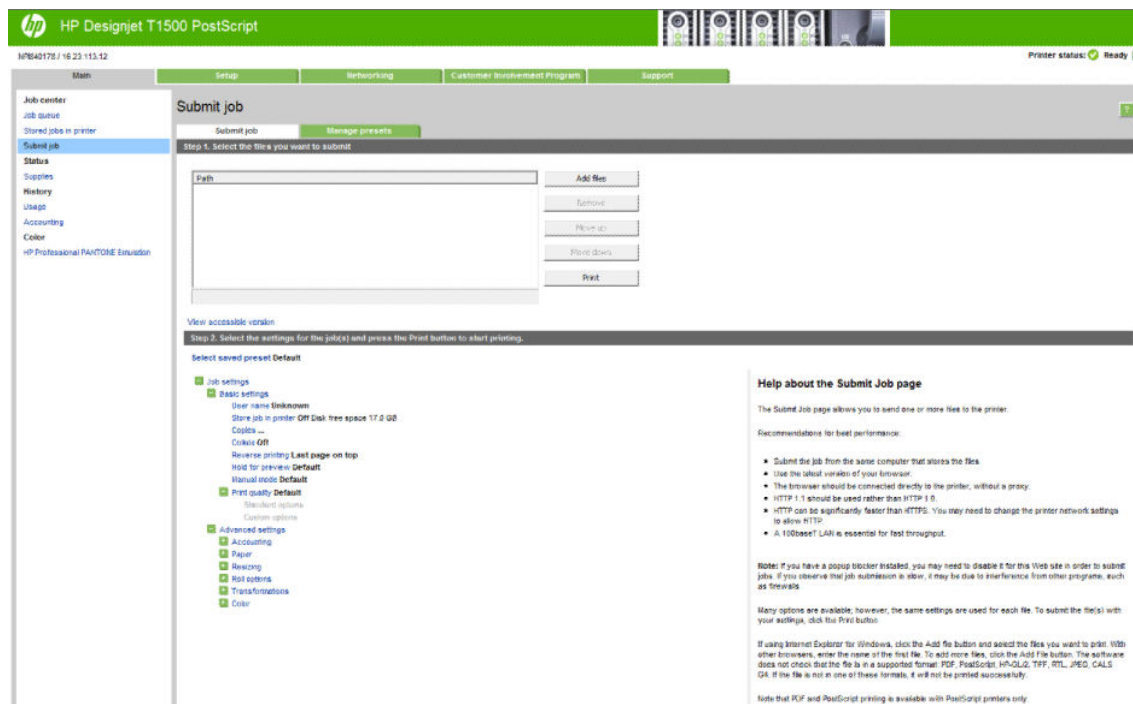 hp HP Designjet T1500 PostScript
Printer status: Ready
Main Setup Networking Customer Involvement Program Support
Job center
Job queue
Stored jobs in printer
Submit job
Status
Supplies
History
Usage
Accounting
Color
HP Professional PANTONE Emulation
Submit job
?
Submit job Manage presets
Step 1. Select the files you want to submit
Path
Add files
Remove
Move up
Move down
Print
View accessible version
Step 2. Select the settings for the job(s) and press the Print button to start printing.
Select saved preset Default
Job settings
Basic settings
User name Unknown
Store job in printer Off Disk free space 17.0 GB
Copies ...
Collate Off
Reverse printing Last page on top
Hold for preview Default
Manual mode Default
Print quality Default
Standard options
Custom options
Advanced settings
Accounting
Paper
Resizing
Roll options
Transformations
Color
Help about the Submit Job page
The Submit Job page allows you to send one or more files to the printer.
Recommendations for best performance:
Submit the job from the same computer that stores the files.
Use the latest version of your browser.
The browser should be connected directly to the printer, without a proxy.
HTTP 1.1 should be used rather than HTTP 1.0.
HTTP can be significantly faster than HTTPS. You may need to change the printer network settings
to allow HTTP.
A 100baseT LAN is essential for fast throughput.
Note: If you have a popup blocker installed, you may need to disable it for this Web site in order to submit
jobs. If you observe that job submission is slow, it may be due to interference from other programs, such
as firewalls.
Many options are available; however, the same settings are used for each file. To submit the file(s) with
your settings, click the Print button.
If using Internet Explorer for Windows, click the Add file button and select the files you want to print. With
other browsers, enter the name of the first file. To add more files, click the Add File button. The software
does not check that the file is in a supported format: PDF, PostScript, HP-GL/2, TIFF, RTL, JPEG, CALS
G4. If the file is not in one of these formats, it will not be printed successfully.
Note that PDF and PostScript printing is available with PostScript printers only.